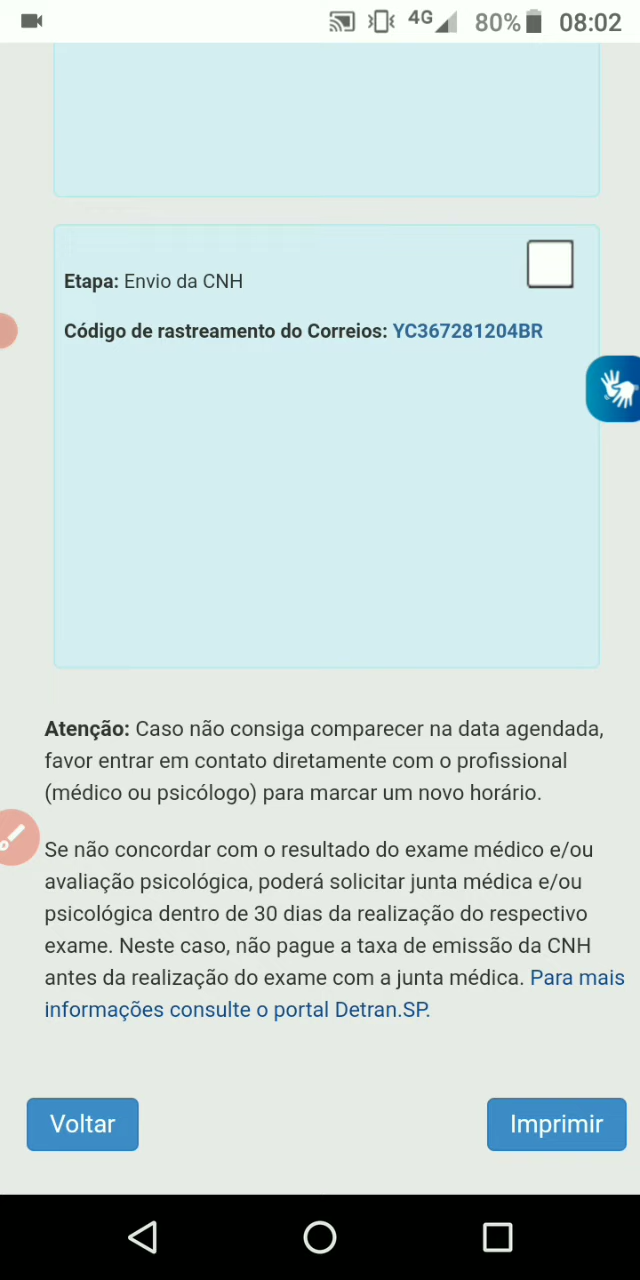 4G 80% 08:02
Etapa: Envio da CNH
Código de rastreamento do Correios: YC367281204BR
Atenção: Caso não consiga comparecer na data agendada,
favor entrar em contato diretamente com o profissional
(médico ou psicólogo) para marcar um novo horário.
Se não concordar com o resultado do exame médico e/ou
avaliação psicológica, poderá solicitar junta médica e/ou
psicológica dentro de 30 dias da realização do respectivo
exame. Neste caso, não pague a taxa de emissão da CNH
antes da realização do exame com a junta médica. Para mais
informações consulte o portal Detran.SP.
Voltar Imprimir